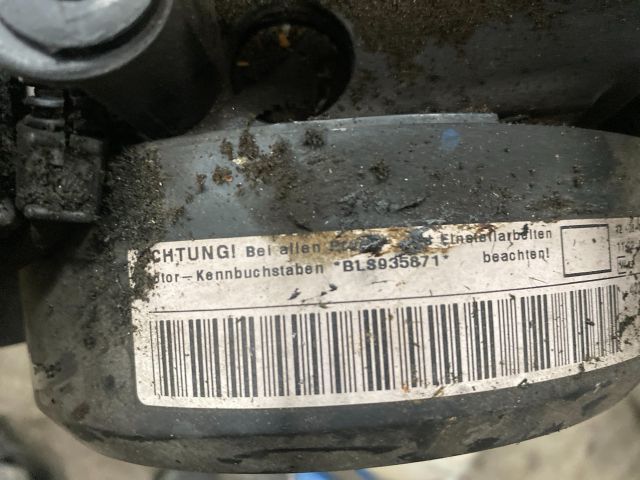 CHTUNG! Bei allen Einstellarbeiten
tor-Kennbuchstaben *BLS935871* beachten!